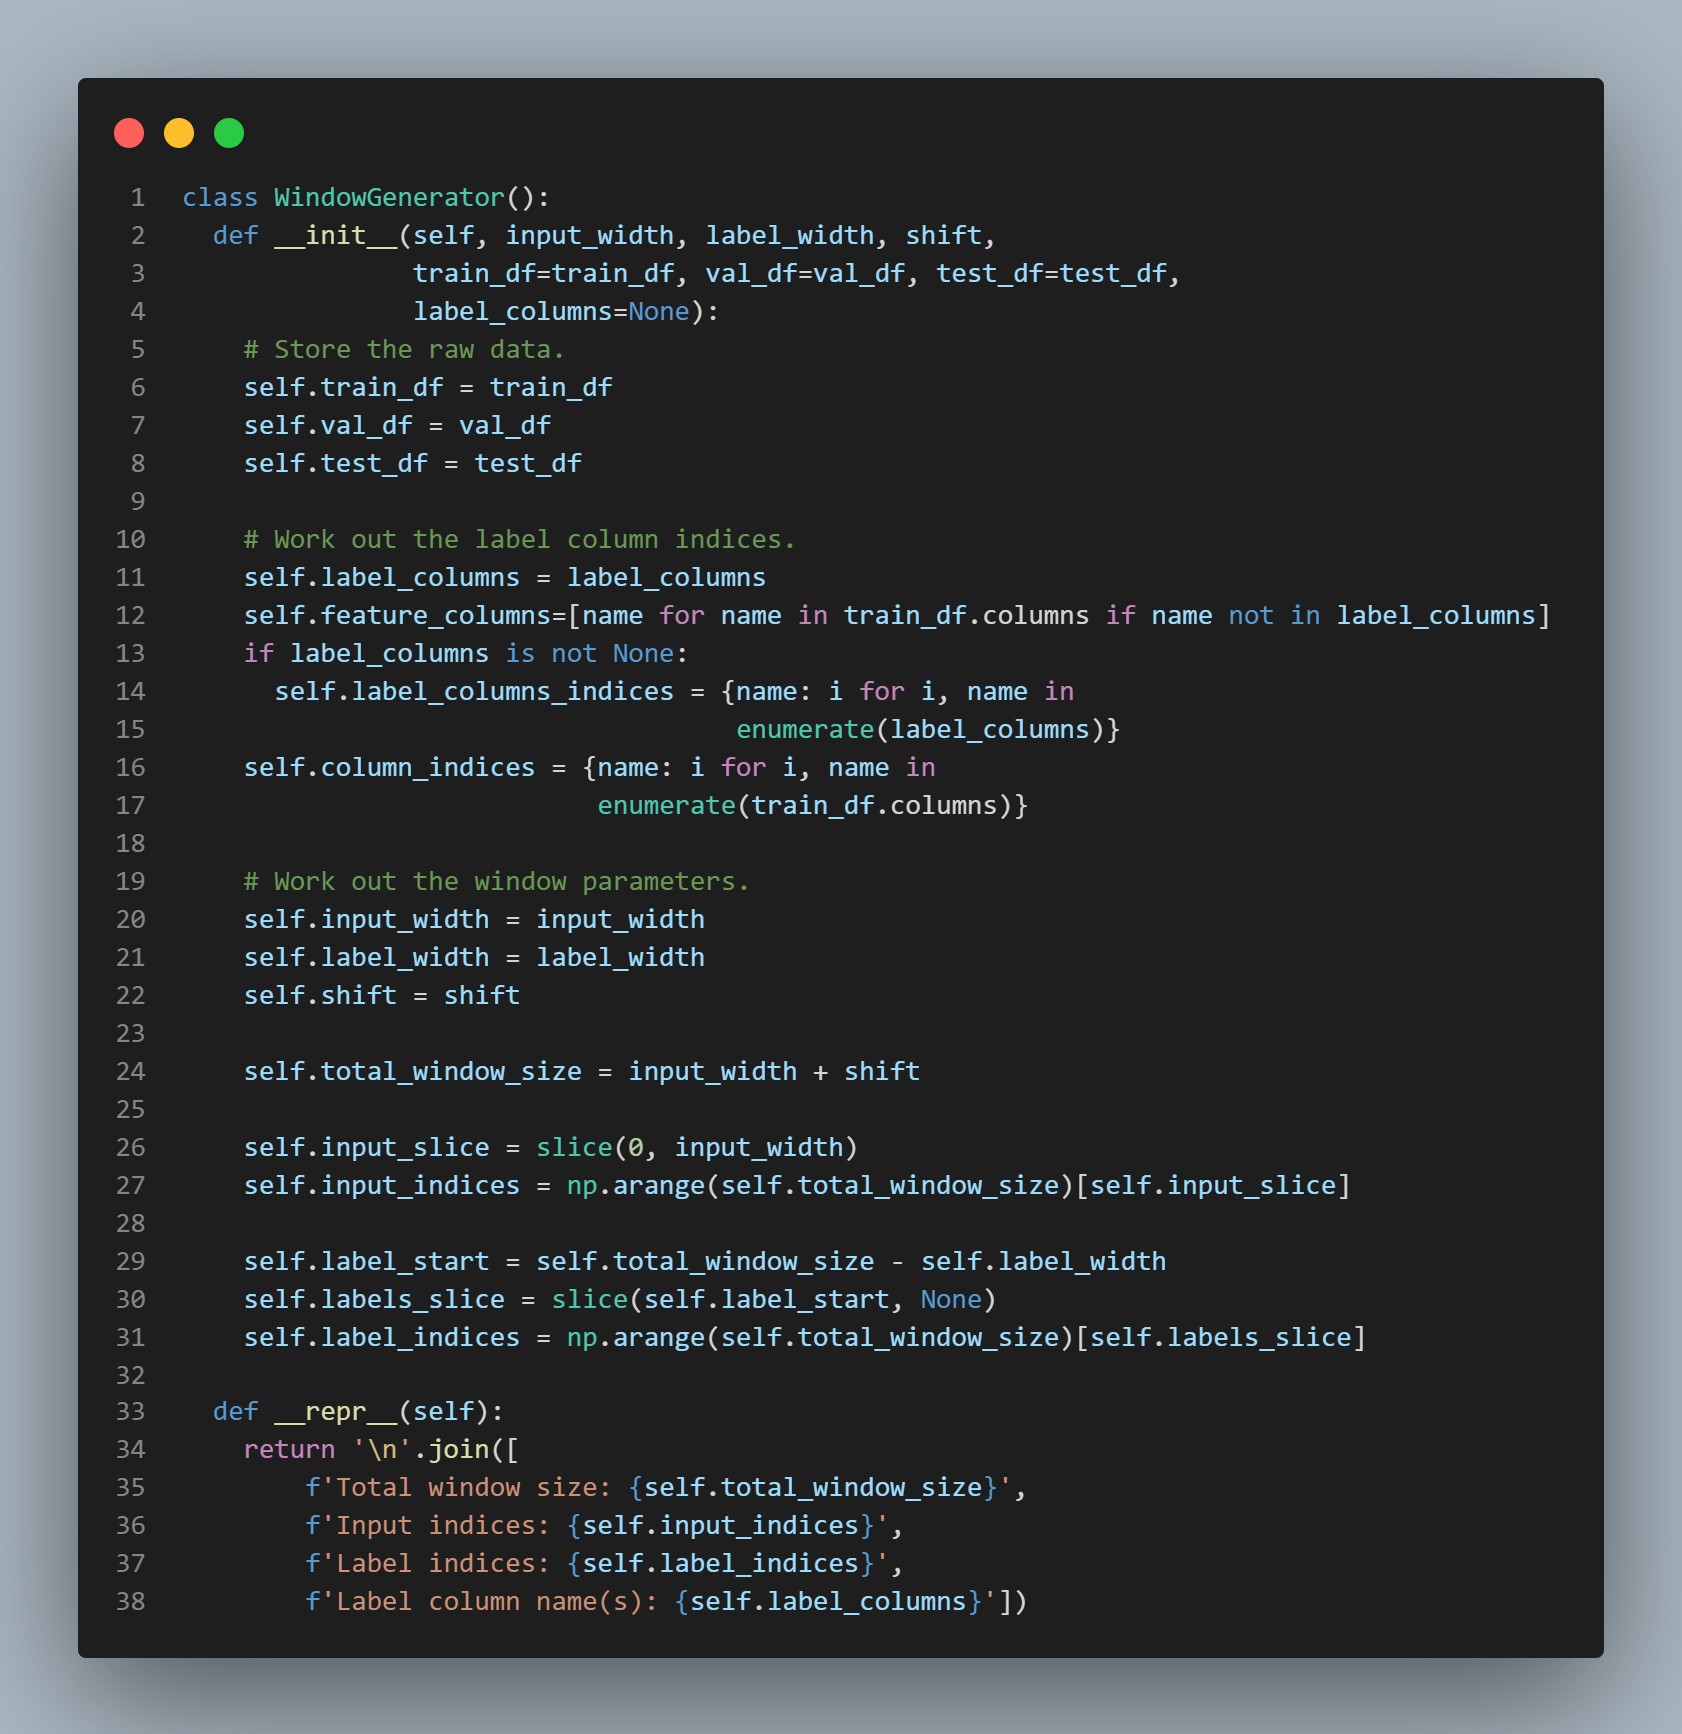 1 class WindowGenerator():
2   def __init__(self, input_width, label_width, shift,
3                train_df=train_df, val_df=val_df, test_df=test_df,
4                label_columns=None):
5     # Store the raw data.
6     self.train_df = train_df
7     self.val_df = val_df
8     self.test_df = test_df
9
10     # Work out the label column indices.
11     self.label_columns = label_columns
12     self.feature_columns=[name for name in train_df.columns if name not in label_columns]
13     if label_columns is not None:
14       self.label_columns_indices = {name: i for i, name in
15                                     enumerate(label_columns)}
16     self.column_indices = {name: i for i, name in
17                            enumerate(train_df.columns)}
18
19     # Work out the window parameters.
20     self.input_width = input_width
21     self.label_width = label_width
22     self.shift = shift
23
24     self.total_window_size = input_width + shift
25
26     self.input_slice = slice(0, input_width)
27     self.input_indices = np.arange(self.total_window_size)[self.input_slice]
28
29     self.label_start = self.total_window_size - self.label_width
30     self.labels_slice = slice(self.label_start, None)
31     self.label_indices = np.arange(self.total_window_size)[self.labels_slice]
32
33   def __repr__(self):
34     return '\n'.join([
35         f'Total window size: {self.total_window_size}',
36         f'Input indices: {self.input_indices}',
37         f'Label indices: {self.label_indices}',
38         f'Label column name(s): {self.label_columns}'])